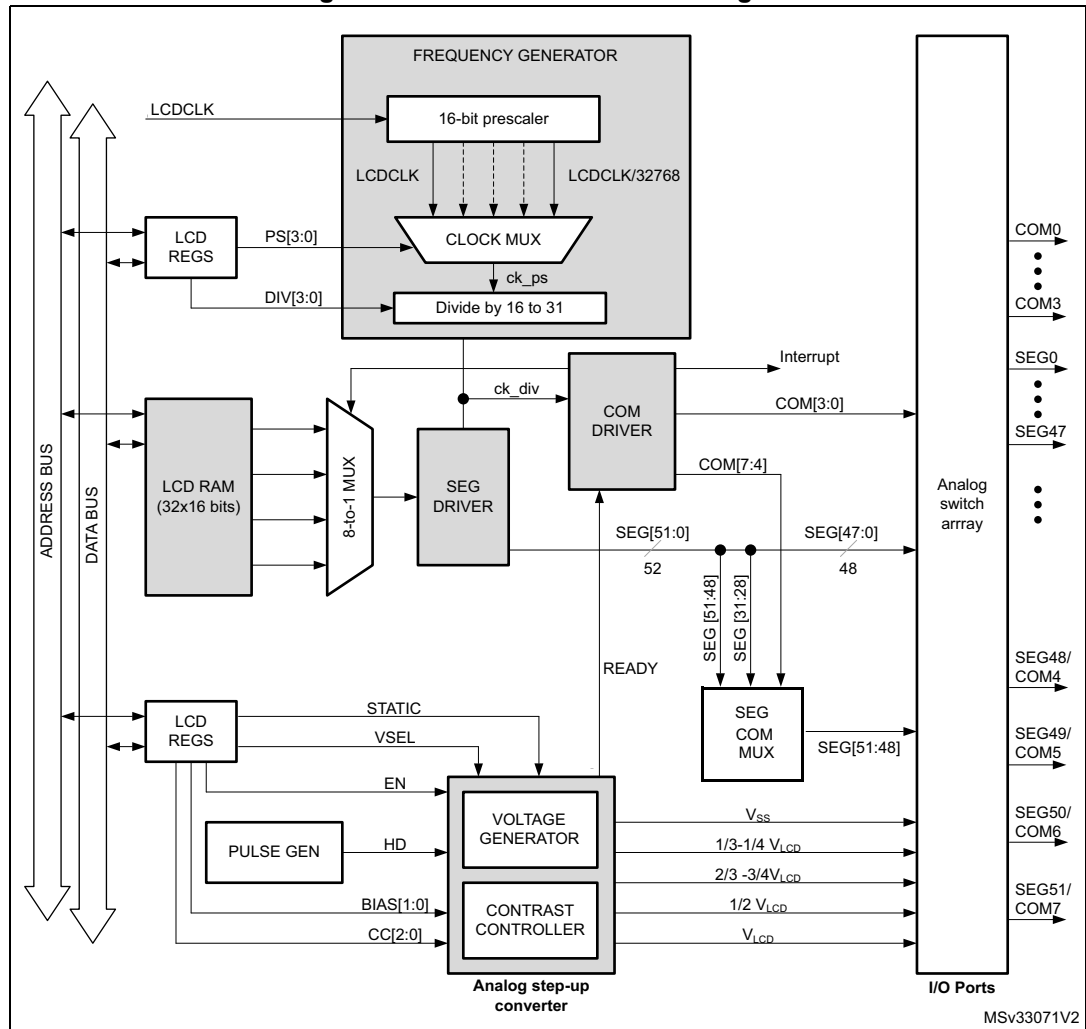 FREQUENCY GENERATOR
LCDCLK
16-bit prescaler
LCDCLK
LCDCLK/32768
LCD
REGS
PS[3:0]
CLOCK MUX
ck_ps
DIV[3:0]
Divide by 16 to 31
COM0
COM3
Interrupt
SEG0
ck_div
COM
DRIVER
COM[3:0]
SEG47
ADDRESS BUS
DATA BUS
LCD RAM
(32x16 bits)
8-to-1 MUX
SEG
DRIVER
COM[7:4]
Analog
switch
arrray
SEG[51:0]
52
SEG[47:0]
48
SEG [51:48]
SEG [31:28]
READY
SEG48/
COM4
LCD
REGS
STATIC
VSEL
SEG
COM
MUX
SEG[51:48]
SEG49/
COM5
EN
VOLTAGE
GENERATOR
VSS
SEG50/
COM6
PULSE GEN
HD
1/3-1/4 VLCD
2/3 -3/4VLCD
BIAS[1:0]
CONTRAST
CONTROLLER
1/2 VLCD
SEG51/
COM7
CC[2:0]
VLCD
Analog step-up
converter
I/O Ports
MSv33071V2